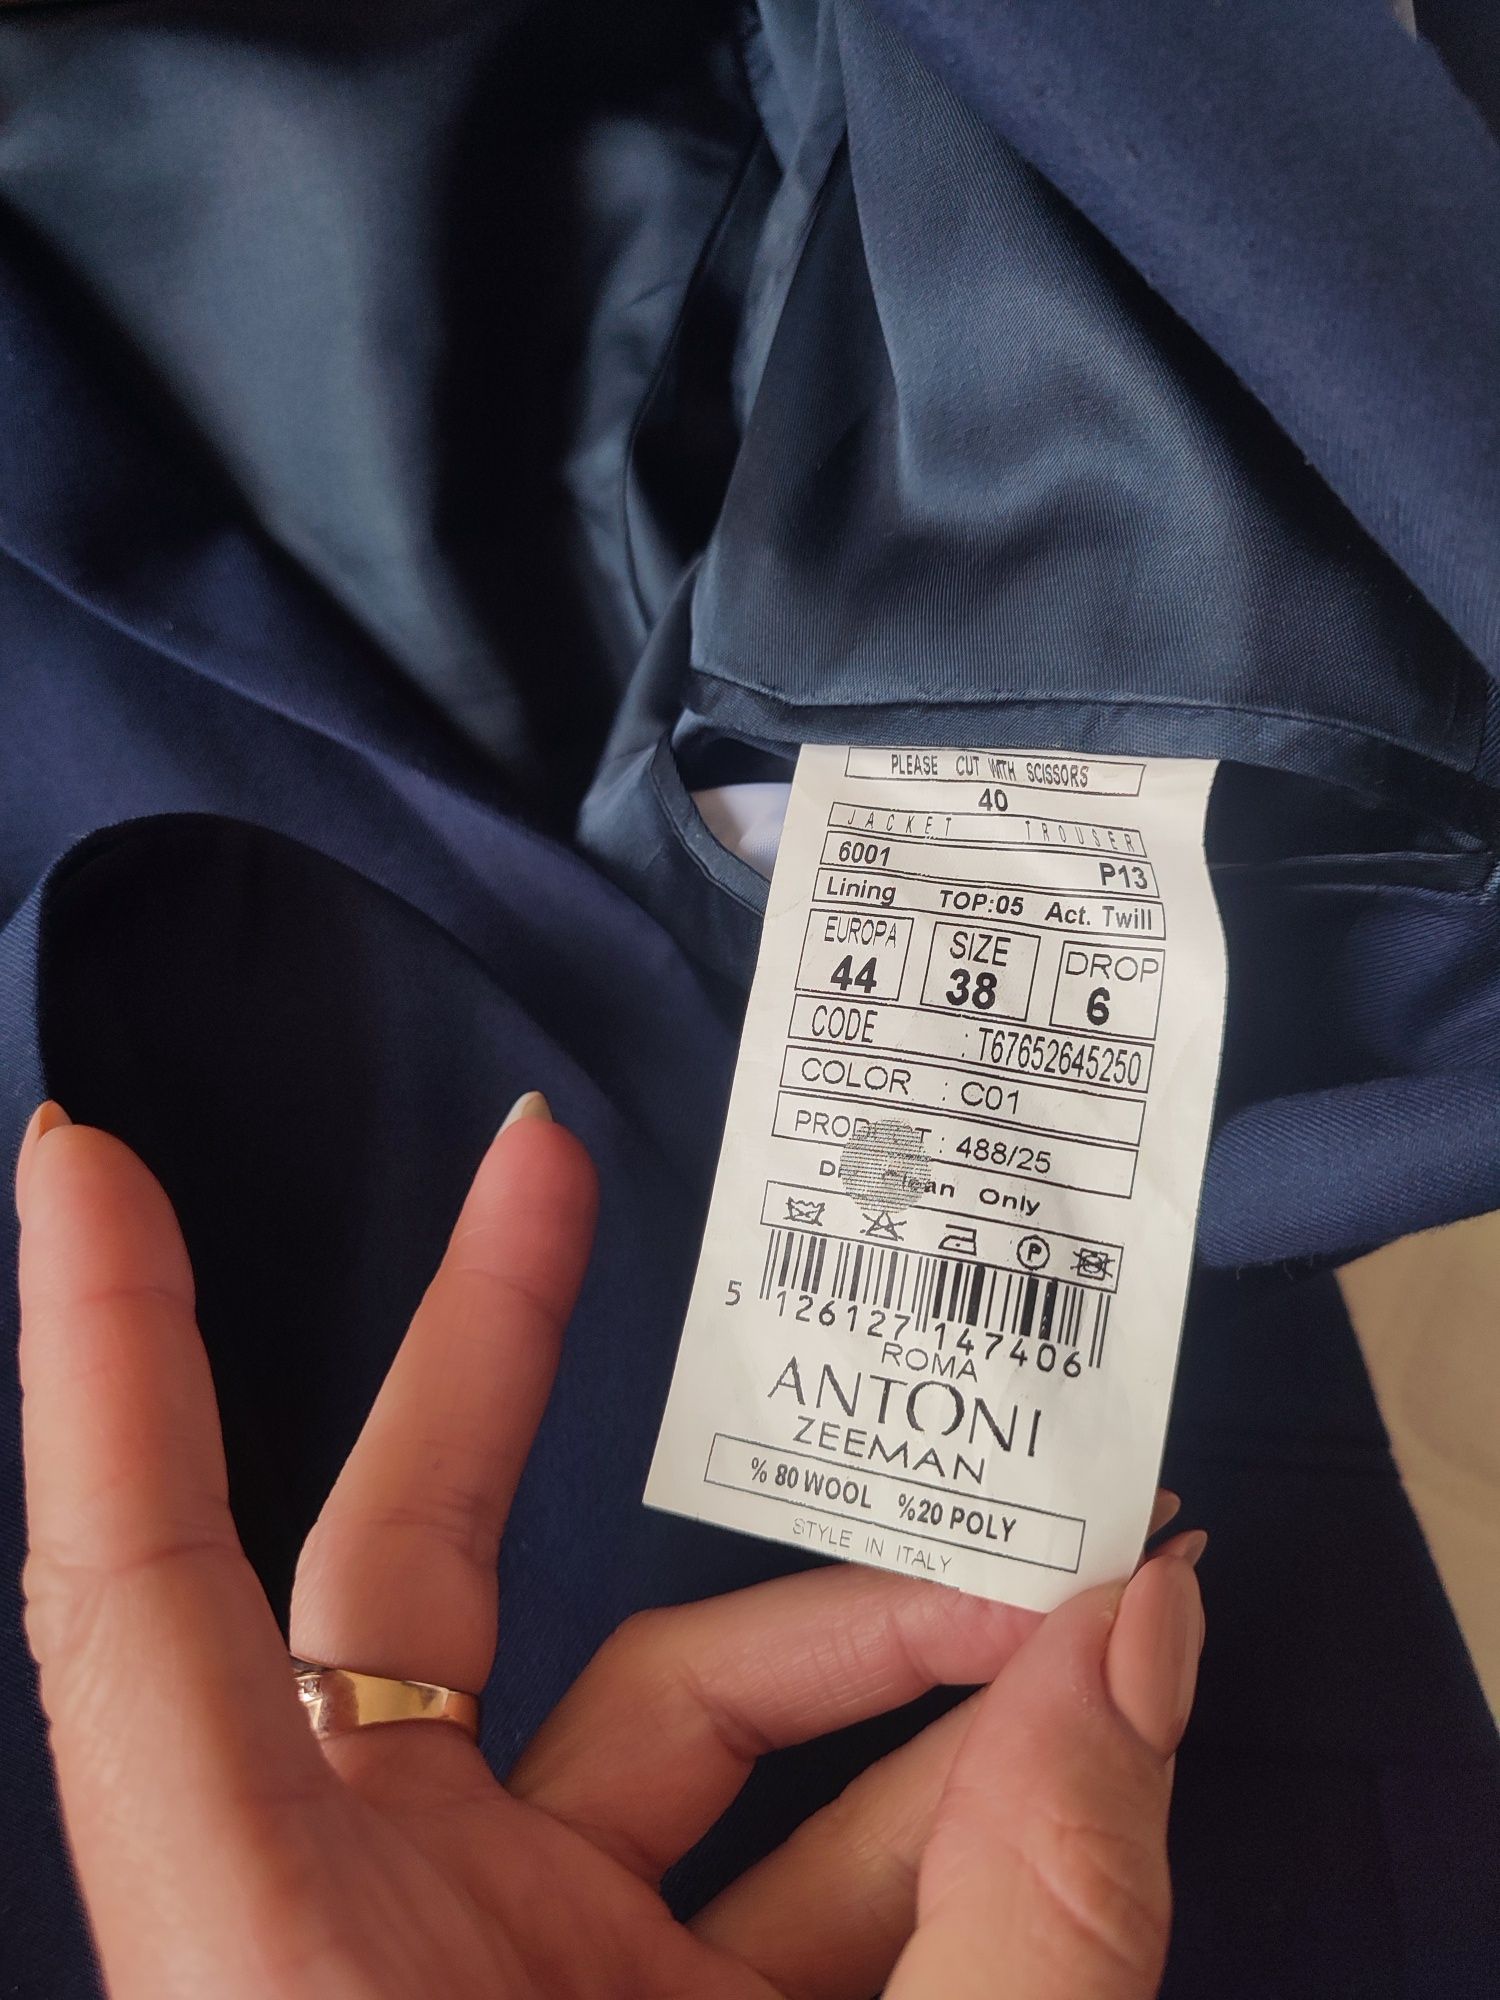 PLEASE CUT WITH SCISSORS
40
JACKET TROUSER
6001 P13
Lining TOP:05 Act. Twill
EUROPA SIZE DROP
44 38 6
CODE : T67652645250
COLOR : C01
: 488/25
Only
P
5 126127 147406
ROMA
ANTONI
ZEEMAN
% 80 WOOL %20 POLY
STYLE IN ITALY